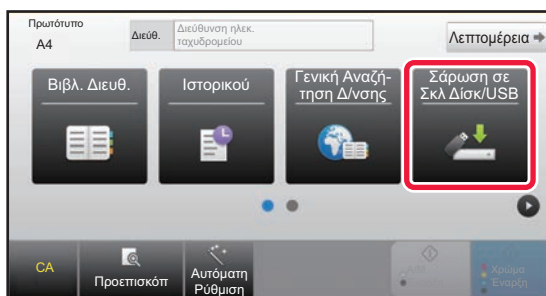 Πρωτότυπο
A4
Διεύθ.
Διεύθυνση ηλεκ.
ταχυδρομείου
Λεπτομέρεια
Βιβλ. Διευθ.
Ιστορικού
Γενική Αναζή-
τηση Δ/νσης
Σάρωση σε
Σκλ Δίσκ/USB
CA
Προεπισκόπ
Αυτόματη
Ρύθμιση
Χρώμα
Έναρξη